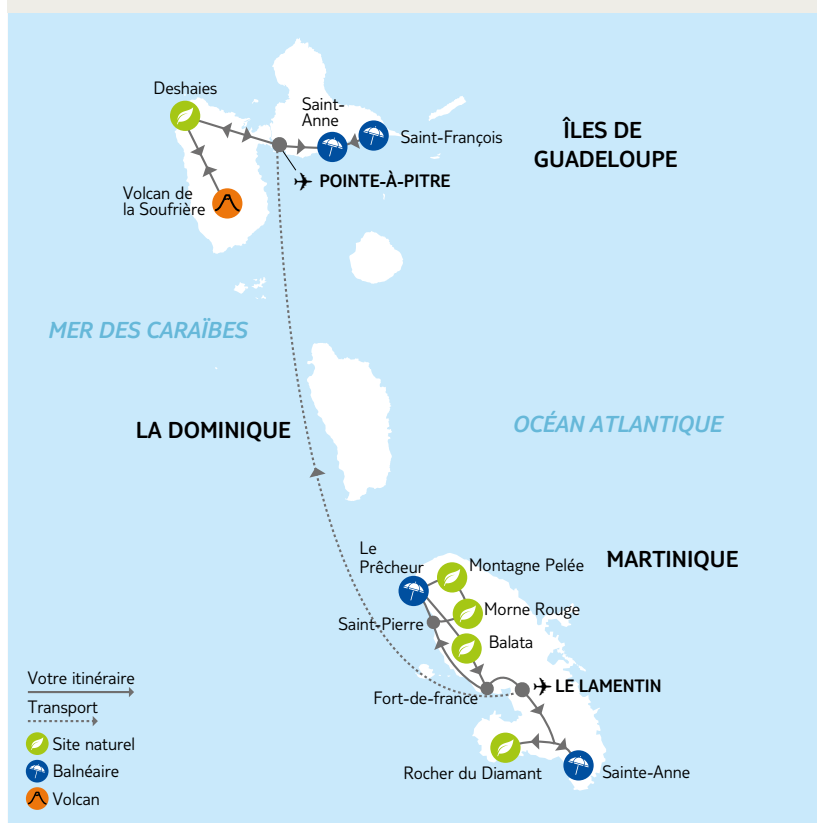 Deshaies
Saint-
Anne
Saint-François
ÎLES DE
GUADELOUPE
POINTE-À-PITRE
Volcan de
la Soufrière
MER DES CARAÏBES
LA DOMINIQUE
OCÉAN ATLANTIQUE
Le
Prêcheur
Montagne Pelée
MARTINIQUE
Morne Rouge
Saint-Pierre
Balata
Fort-de-france
LE LAMENTIN
Rocher du Diamant
Sainte-Anne
Votre itinéraire
Transport
Site naturel
Balnéaire
Volcan